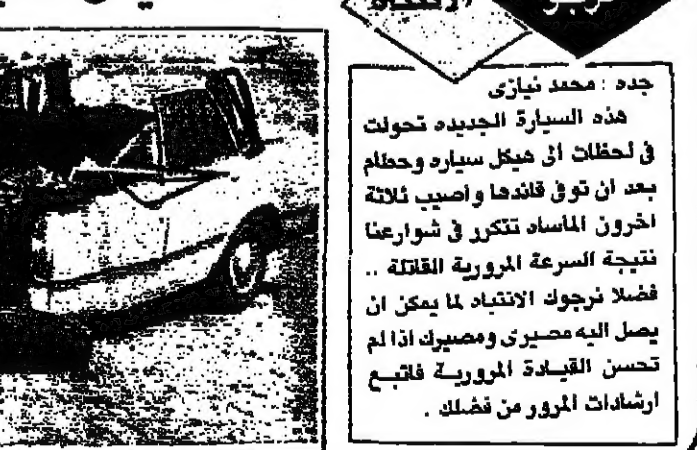 جده : محمد نيازى
هذه السيارة الجديده تحولت
فى لحظات الى هيكل سياره وحطام
بعد ان توفى قائدها واصيب ثلاثة
اخرون المأساه تتكرر فى شوارعنا
نتيجة السرعة المرورية القاتلة ..
فضلا نرجوك الانتباه لما يمكن ان
يصل اليه مصيرى ومصيرك اذا لم
تحسن القيادة المرورية فاتبع
ارشادات المرور من فضلك .